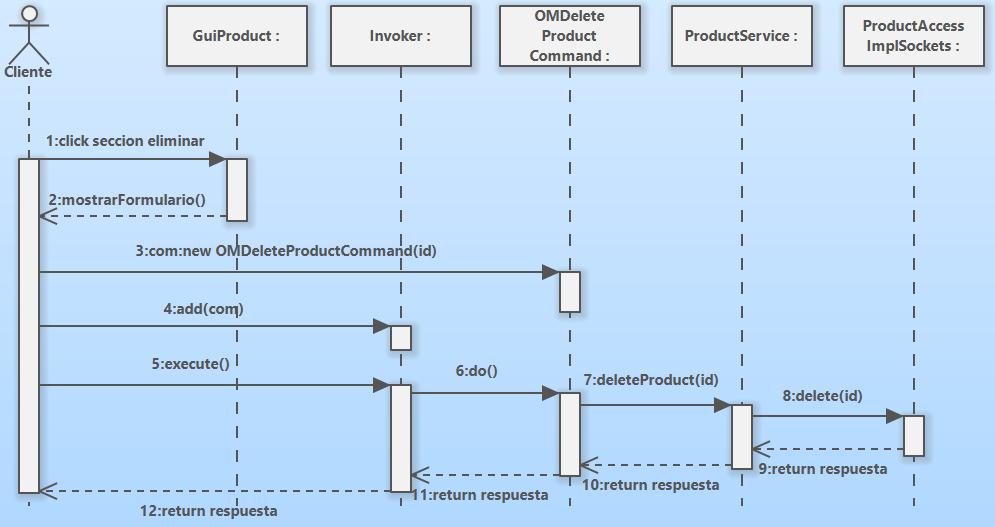 Cliente
GuiProduct :
Invoker :
OMDelete
Product
Command :
ProductService :
ProductAccess
ImplSockets :
1:click seccion eliminar
2:mostrarFormulario()
3:com:new OMDeleteProductCommand(id)
4:add(com)
5:execute()
6:do()
7:deleteProduct(id)
8:delete(id)
9:return respuesta
10:return respuesta
11:return respuesta
12:return respuesta